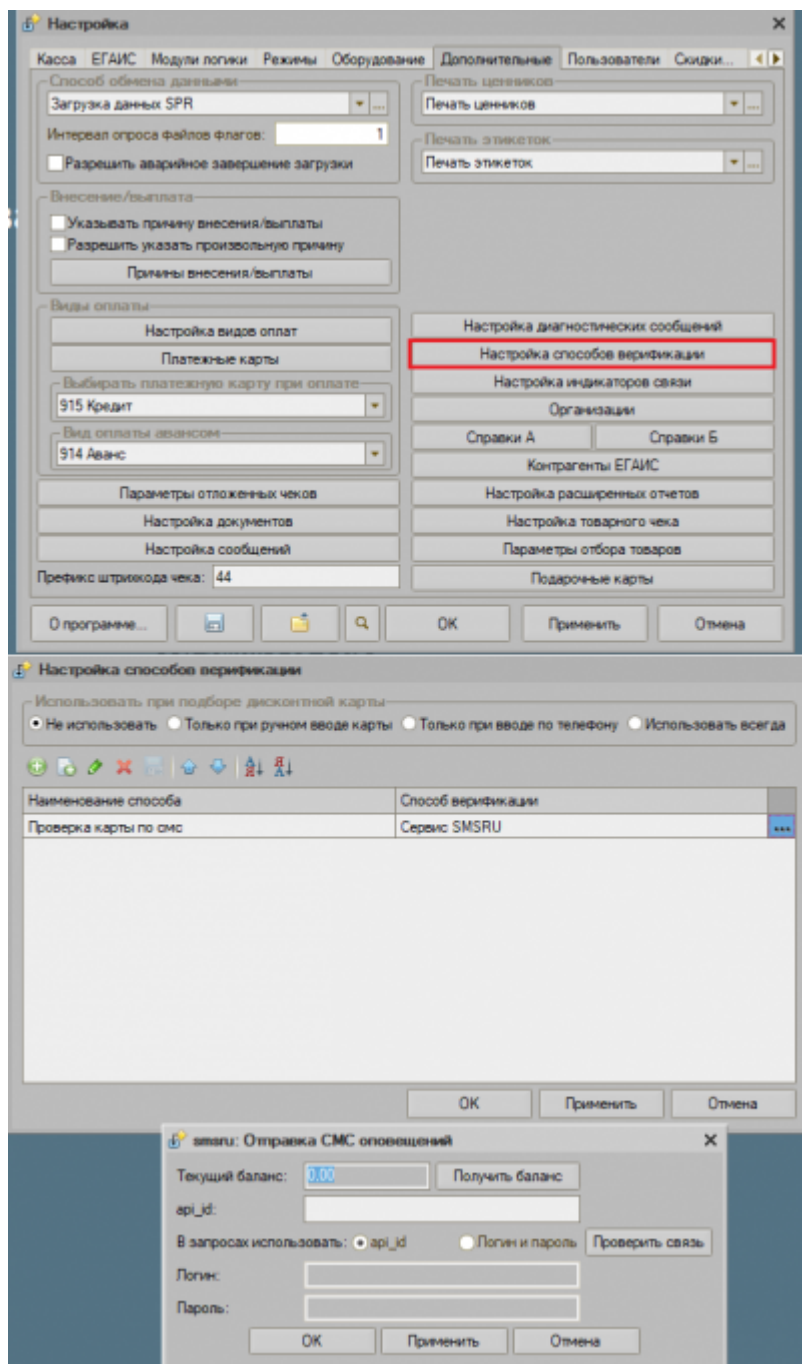 Настройка
Касса ЕГАИС Модули логики Режимы Оборудование Дополнительные Пользователи Скидки...
Способ обмена данными
Загрузка данных SPR
Интервал опроса файлов флагов: 1
Разрешить аварийное завершение загрузки
Печать ценников
Печать ценников
Печать этикеток
Печать этикеток
Внесение/выплата
Указывать причину внесения/выплаты
Разрешить указать произвольную причину
Причины внесения/выплаты
Виды оплаты
Настройка видов оплат
Платежные карты
Выбирать платежную карту при оплате
915 Кредит
Вид оплаты авансом
914 Аванс
Параметры отложенных чеков
Настройка документов
Настройка сообщений
Префикс штрихкода чека: 44
Настройка диагностических сообщений
Настройка способов верификации
Настройка индикаторов связи
Организации
Справки А Справки Б
Контрагенты ЕГАИС
Настройка расширенных отчетов
Настройка товарного чека
Параметры отбора товаров
Подарочные карты
О программе... ОК Применить Отмена
Настройка способов верификации
Использовать при подборе дисконтной карты
Не использовать Только при ручном вводе карты Только при вводе по телефону Использовать всегда
Наименование способа Способ верификации
Проверка карты по смс Сервис SMSRU ...
ОК Применить Отмена
smsru: Отправка СМС оповещений
Текущий баланс: 0,00 Получить баланс
api_id:
В запросах использовать: api_id Логин и пароль Проверить связь
Логин:
Пароль:
ОК Применить Отмена